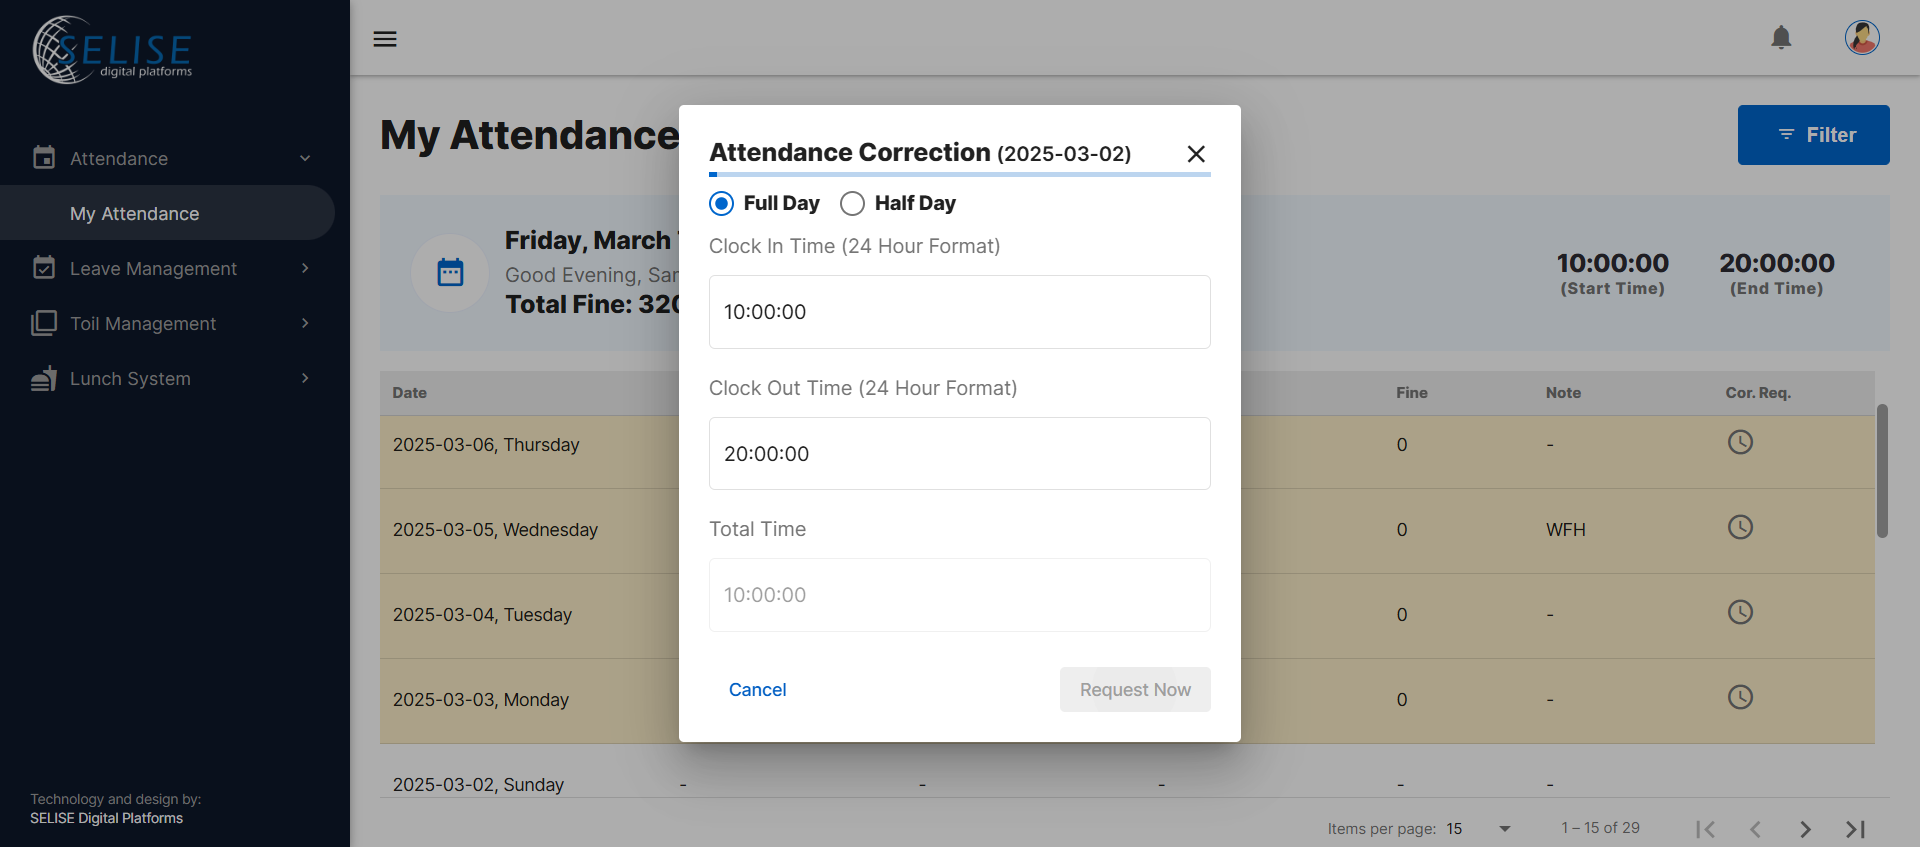 SELISE
digital platforms
Attendance
My Attendance
Leave Management
Toil Management
Lunch System
Technology and design by:
SELISE Digital Platforms
My Attendance
Filter
Friday, March
Good Evening,
Total Fine: 320
10:00:00
(Start Time)
20:00:00
(End Time)
Date Fine Note Cor. Req.
2025-03-06, Thursday 0 -
2025-03-05, Wednesday 0 WFH
2025-03-04, Tuesday 0 -
2025-03-03, Monday 0 -
2025-03-02, Sunday - - - - -
Items per page: 15 1 – 15 of 29
Attendance Correction (2025-03-02)
Full Day Half Day
Clock In Time (24 Hour Format)
10:00:00
Clock Out Time (24 Hour Format)
20:00:00
Total Time
10:00:00
Cancel Request Now